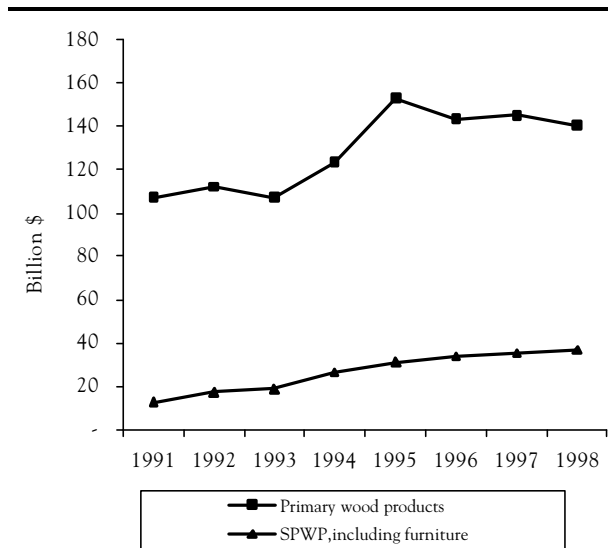 180
160
140
120
100
80
60
40
20
-
Billion $
1991 1992 1993 1994 1995 1996 1997 1998
Primary wood products
SPWP,including furniture